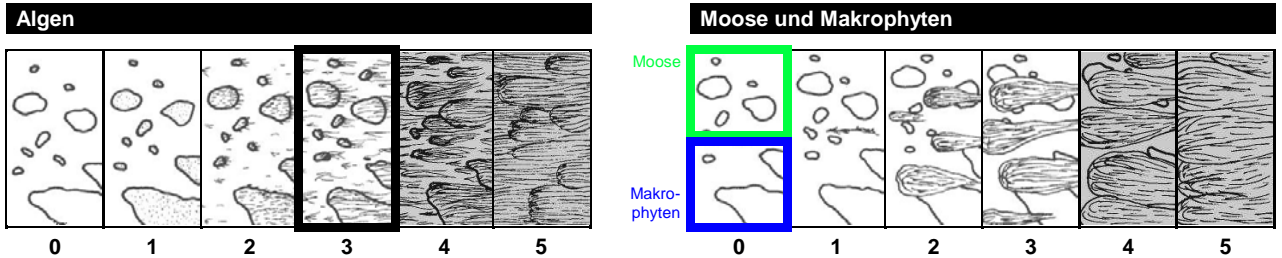 Algen
0 1 2 3 4 5
Moose und Makrophyten
Moose
Makro-
phyten
0 1 2 3 4 5